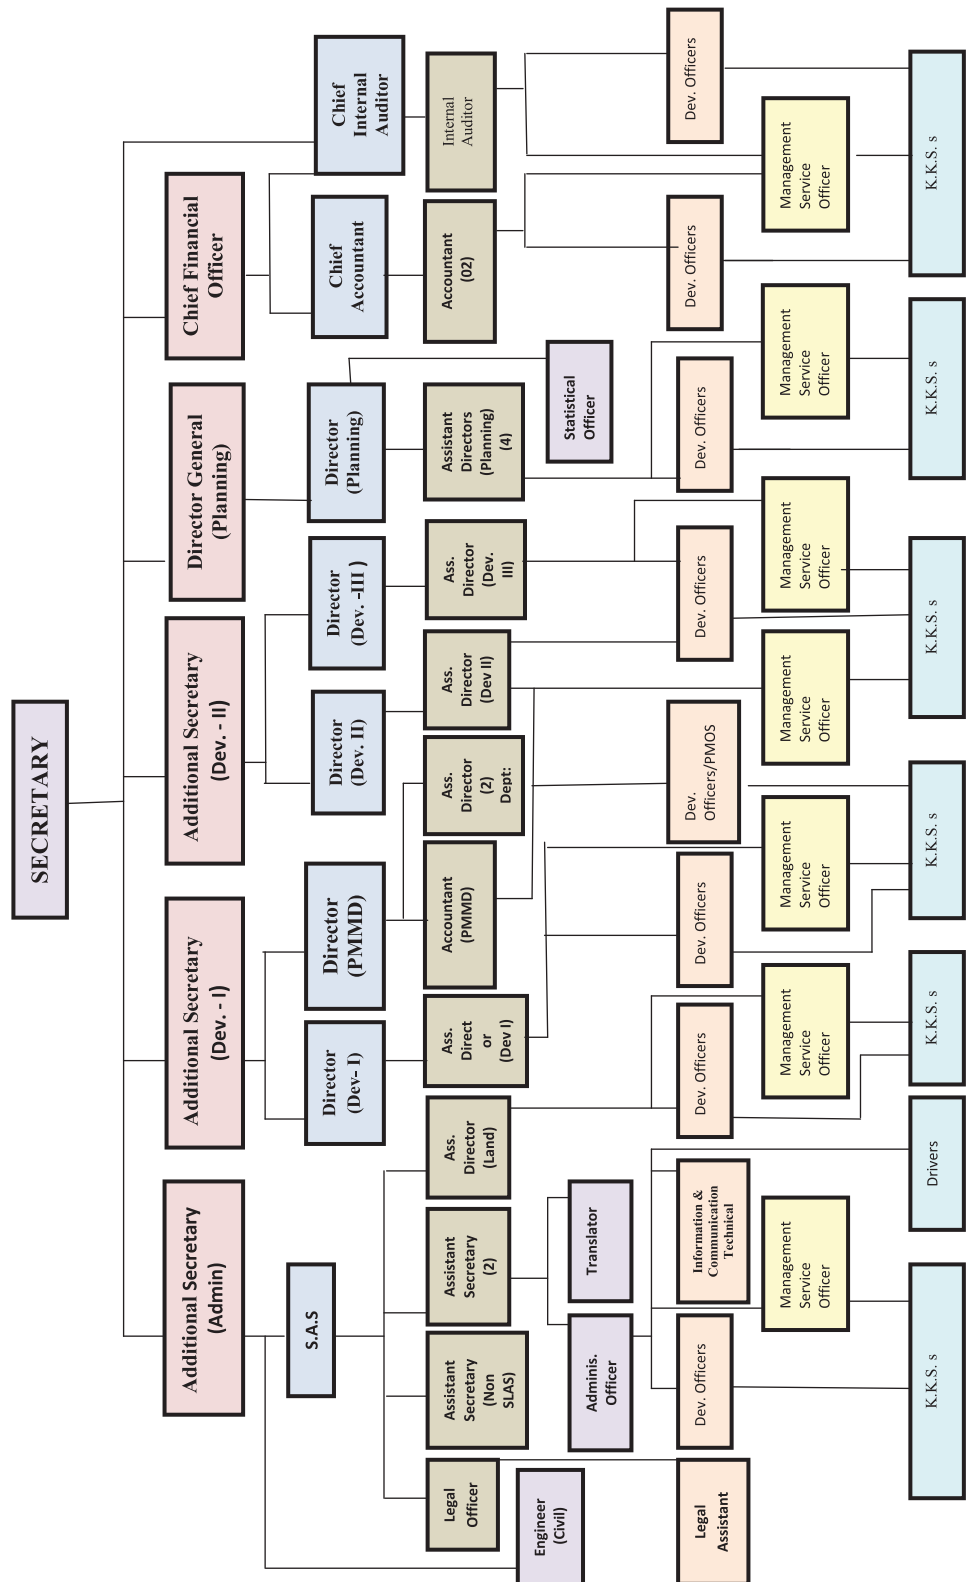 SECRETARY
Additional Secretary
(Admin)
Additional Secretary
(Dev. - I)
Additional Secretary
(Dev. - II)
Director General
(Planning)
Chief Financial
Officer
S.A.S
Director
(Dev- I)
Director
(PMMD)
Director
(Dev. II)
Director
(Dev. -III )
Director
(Planning)
Chief
Accountant
Chief
Internal
Auditor
Legal
Officer
Assistant
Secretary
(Non
SLAS)
Assistant
Secretary
(2)
Ass.
Director
(Land)
Ass.
Direct
or
(Dev I)
Accountant
(PMMD)
Ass.
Director
(2)
Dept:
Ass.
Director
(Dev II)
Ass.
Director
(Dev.
III)
Assistant
Directors
(Planning)
(4)
Accountant
(02)
Internal
Auditor
Engineer
(Civil)
Adminis.
Officer
Translator
Statistical
Officer
Legal
Assistant
Dev. Officers
Information &
Communication
Technical
Dev. Officers
Dev. Officers
Dev.
Officers/PMOS
Dev. Officers
Dev. Officers
Dev. Officers
Dev. Officers
Management
Service
Officer
Management
Service
Officer
Management
Service
Officer
Management
Service
Officer
Management
Service
Officer
Management
Service
Officer
Management
Service
Officer
K.K.S. s
Drivers
K.K.S. s
K.K.S. s
K.K.S. s
K.K.S. s
K.K.S. s